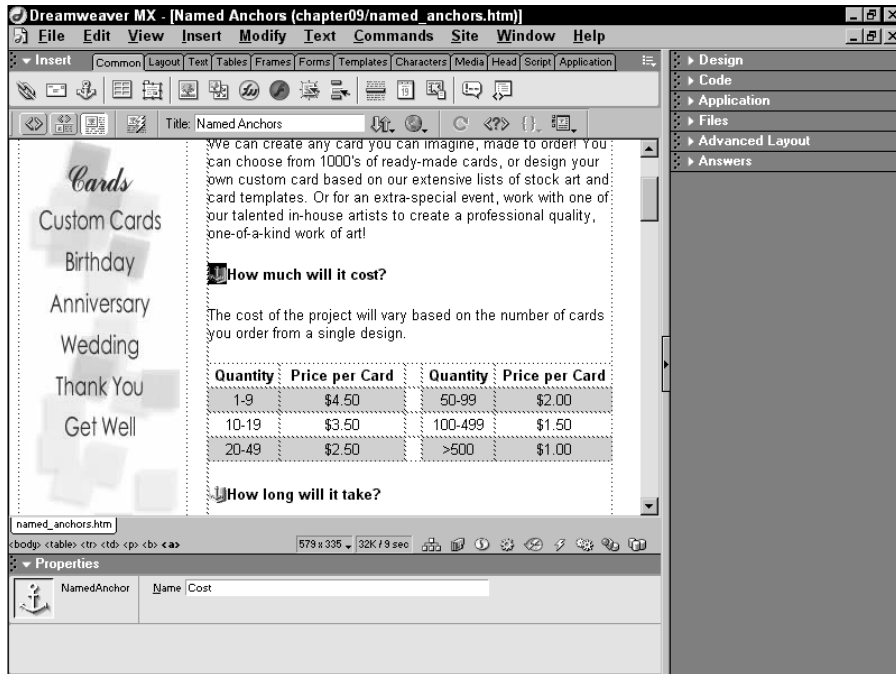 Dreamweaver MX - [Named Anchors (chapter09/named_anchors.htm)]
File Edit View Insert Modify Text Commands Site Window Help
Insert Common Layout Text Tables Frames Forms Templates Characters Media Head Script Application
Title: Named Anchors
We can create any card you can imagine, made to order! You
can choose from 1000's of ready-made cards, or design your
own custom card based on our extensive lists of stock art and
card templates. Or for an extra-special event, work with one of
our talented in-house artists to create a professional quality,
one-of-a-kind work of art!
How much will it cost?
The cost of the project will vary based on the number of cards
you order from a single design.
Quantity Price per Card Quantity Price per Card
1-9 $4.50 50-99 $2.00
10-19 $3.50 100-499 $1.50
20-49 $2.50 >500 $1.00
How long will it take?
Cards
Custom Cards
Birthday
Anniversary
Wedding
Thank You
Get Well
named_anchors.htm
<body> <table> <tr> <td> <p> <b> <a>
579 x 335 32K / 9 sec
Properties
NamedAnchor Name Cost
Design
Code
Application
Files
Advanced Layout
Answers